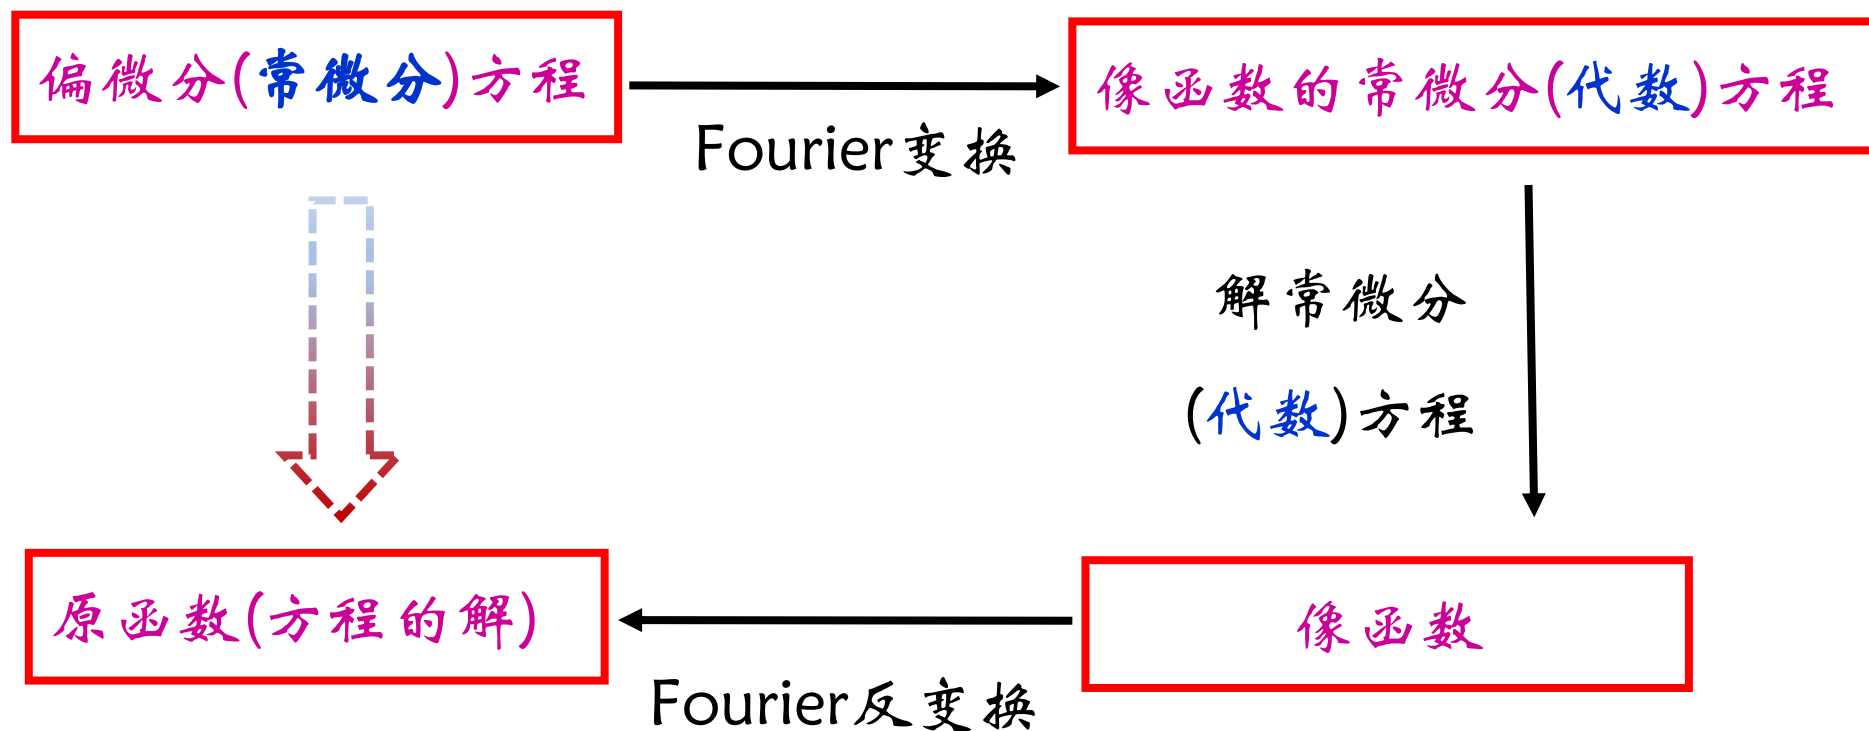 偏微分(常微分)方程
Fourier变换
像函数的常微分(代数)方程
解常微分
(代数)方程
原函数(方程的解)
Fourier反变换
像函数